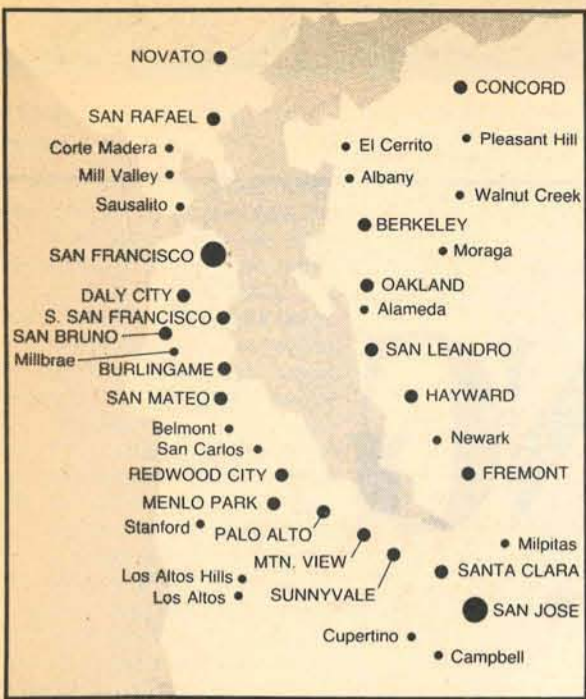 NOVATO
CONCORD
SAN RAFAEL
Pleasant Hill
Corte Madera
El Cerrito
Mill Valley
Albany
Walnut Creek
Sausalito
BERKELEY
SAN FRANCISCO
Moraga
OAKLAND
DALY CITY
Alameda
S. SAN FRANCISCO
SAN BRUNO
SAN LEANDRO
Millbrae
BURLINGAME
SAN MATEO
HAYWARD
Belmont
Newark
San Carlos
REDWOOD CITY
FREMONT
MENLO PARK
Stanford
PALO ALTO
Milpitas
MTN. VIEW
SANTA CLARA
Los Altos Hills
SUNNYVALE
Los Altos
SAN JOSE
Cupertino
Campbell